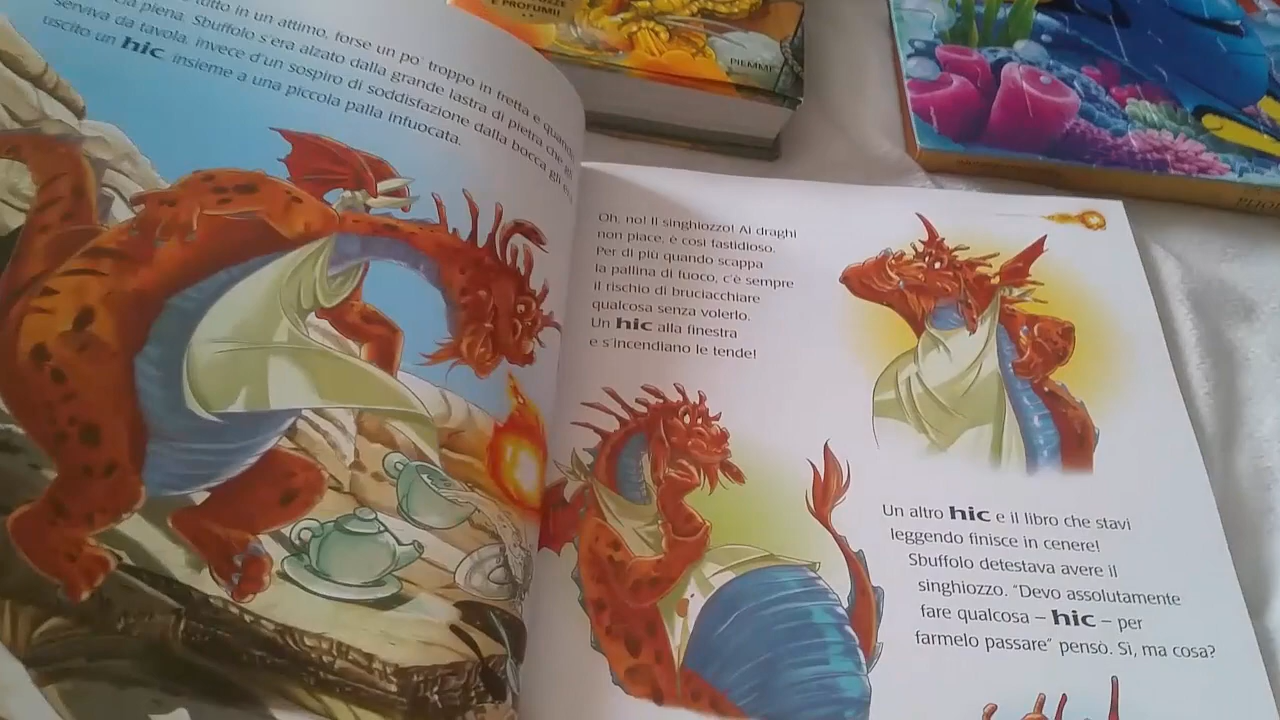 tutto in un attimo, forse un po' troppo in fretta e quando
la piena. Sbuffolo s'era alzato dalla grande lastra di pietra che gli
serviva da tavola, invece d'un sospiro di soddisfazione dalla bocca gli era
uscito un hic insieme a una piccola palla infuocata.
E PROFUMI
PIEMME
Oh, no! Il singhiozzo! Ai draghi
non piace, è così fastidioso.
Per di più quando scappa
la pallina di fuoco, c'è sempre
il rischio di bruciacchiare
qualcosa senza volerlo.
Un hic alla finestra
e s'incendiano le tende!
Un altro hic e il libro che stavi
leggendo finisce in cenere!
Sbuffolo detestava avere il
singhiozzo. "Devo assolutamente
fare qualcosa – hic – per
farmelo passare" pensò. Sì, ma cosa?